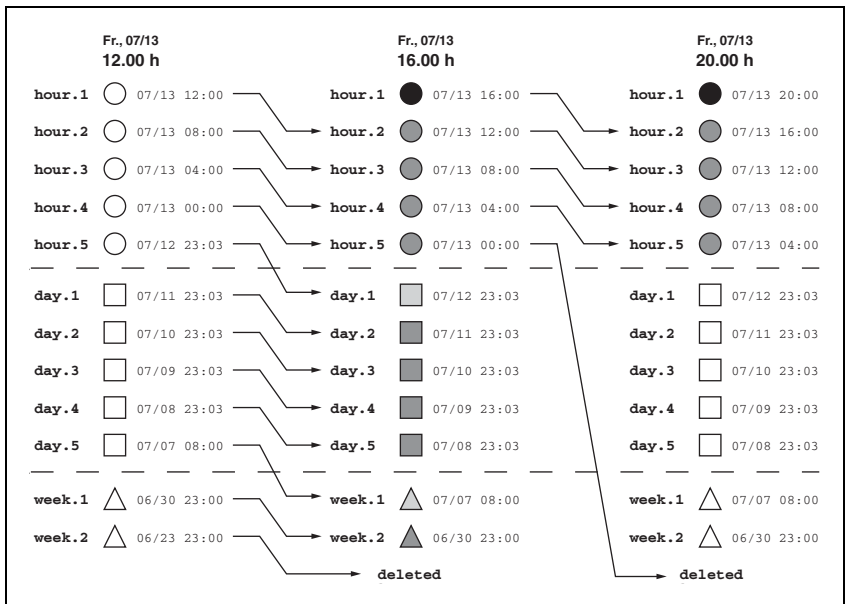 Fr., 07/13 Fr., 07/13 Fr., 07/13
12.00 h 16.00 h 20.00 h
hour.1 07/13 12:00 hour.1 07/13 16:00 hour.1 07/13 20:00
hour.2 07/13 08:00 hour.2 07/13 12:00 hour.2 07/13 16:00
hour.3 07/13 04:00 hour.3 07/13 08:00 hour.3 07/13 12:00
hour.4 07/13 00:00 hour.4 07/13 04:00 hour.4 07/13 08:00
hour.5 07/12 23:03 hour.5 07/13 00:00 hour.5 07/13 04:00
day.1 07/11 23:03 day.1 07/12 23:03 day.1 07/12 23:03
day.2 07/10 23:03 day.2 07/11 23:03 day.2 07/11 23:03
day.3 07/09 23:03 day.3 07/10 23:03 day.3 07/10 23:03
day.4 07/08 23:03 day.4 07/09 23:03 day.4 07/09 23:03
day.5 07/07 08:00 day.5 07/08 23:03 day.5 07/08 23:03
week.1 06/30 23:00 week.1 07/07 08:00 week.1 07/07 08:00
week.2 06/23 23:00 week.2 06/30 23:00 week.2 06/30 23:00
deleted deleted